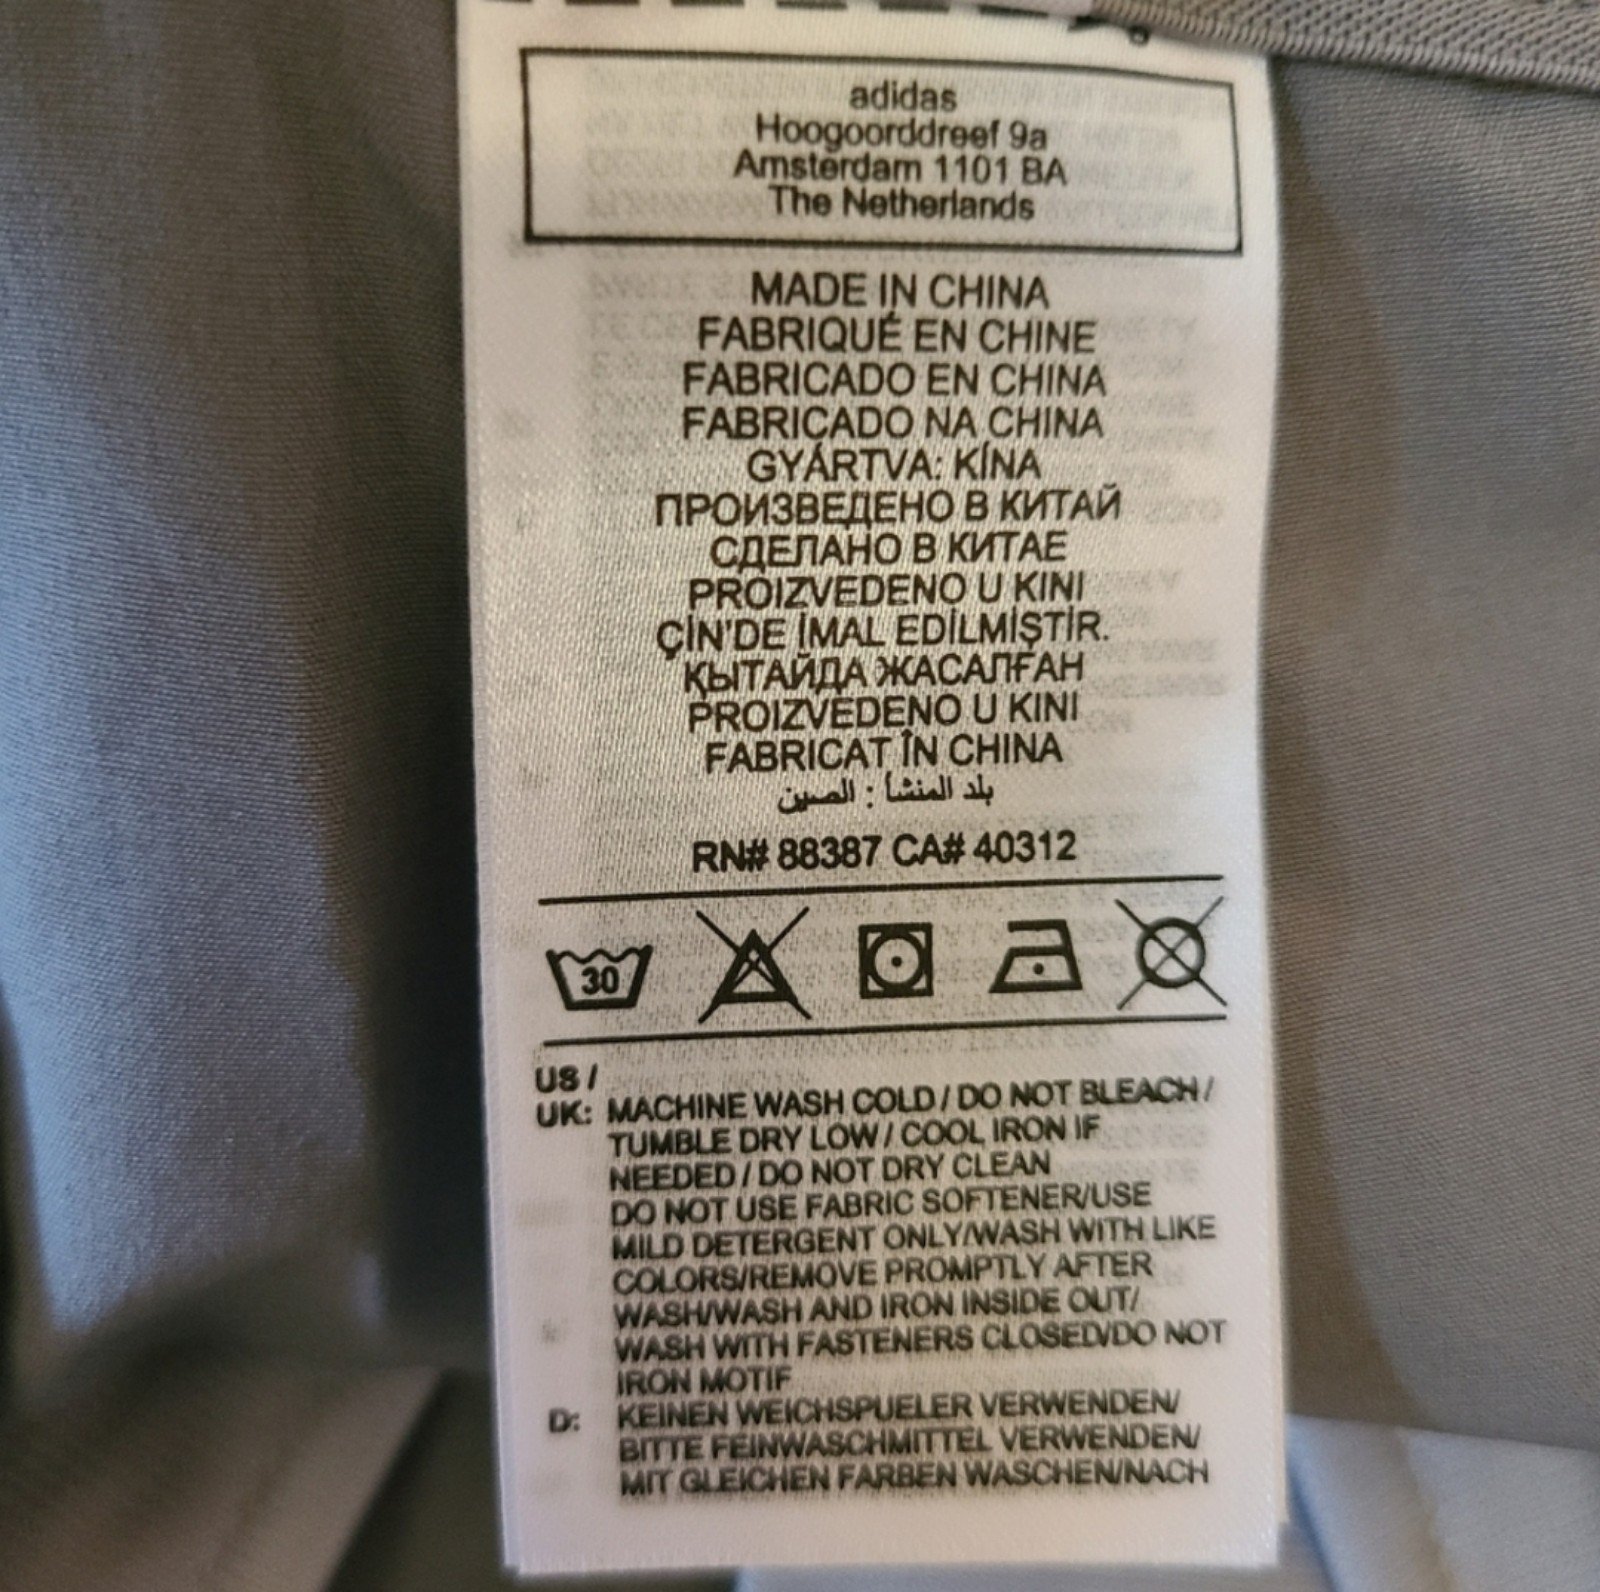 adidas
Hoogoorddreef 9a
Amsterdam 1101 BA
The Netherlands
MADE IN CHINA
FABRIQUÉ EN CHINE
FABRICADO EN CHINA
FABRICADO NA CHINA
GYÁRTVA: KÍNA
ПРОИЗВЕДЕНО В КИТАЙ
СДЕЛАНО В КИТАЕ
PROIZVEDENO U KINI
ÇİN'DE İMAL EDİLMİŞTİR.
ҚЫТАЙДА ЖАСАЛҒАН
PROIZVEDENO U KINI
FABRICAT ÎN CHINA
بلد المنشأ : الصين
RN# 88387 CA# 40312
30
US /
UK: MACHINE WASH COLD / DO NOT BLEACH /
TUMBLE DRY LOW / COOL IRON IF
NEEDED / DO NOT DRY CLEAN
DO NOT USE FABRIC SOFTENER/USE
MILD DETERGENT ONLY/WASH WITH LIKE
COLORS/REMOVE PROMPTLY AFTER
WASH/WASH AND IRON INSIDE OUT/
WASH WITH FASTENERS CLOSED/DO NOT
IRON MOTIF
D: KEINEN WEICHSPUELER VERWENDEN/
BITTE FEINWASCHMITTEL VERWENDEN/
MIT GLEICHEN FARBEN WASCHEN/NACH